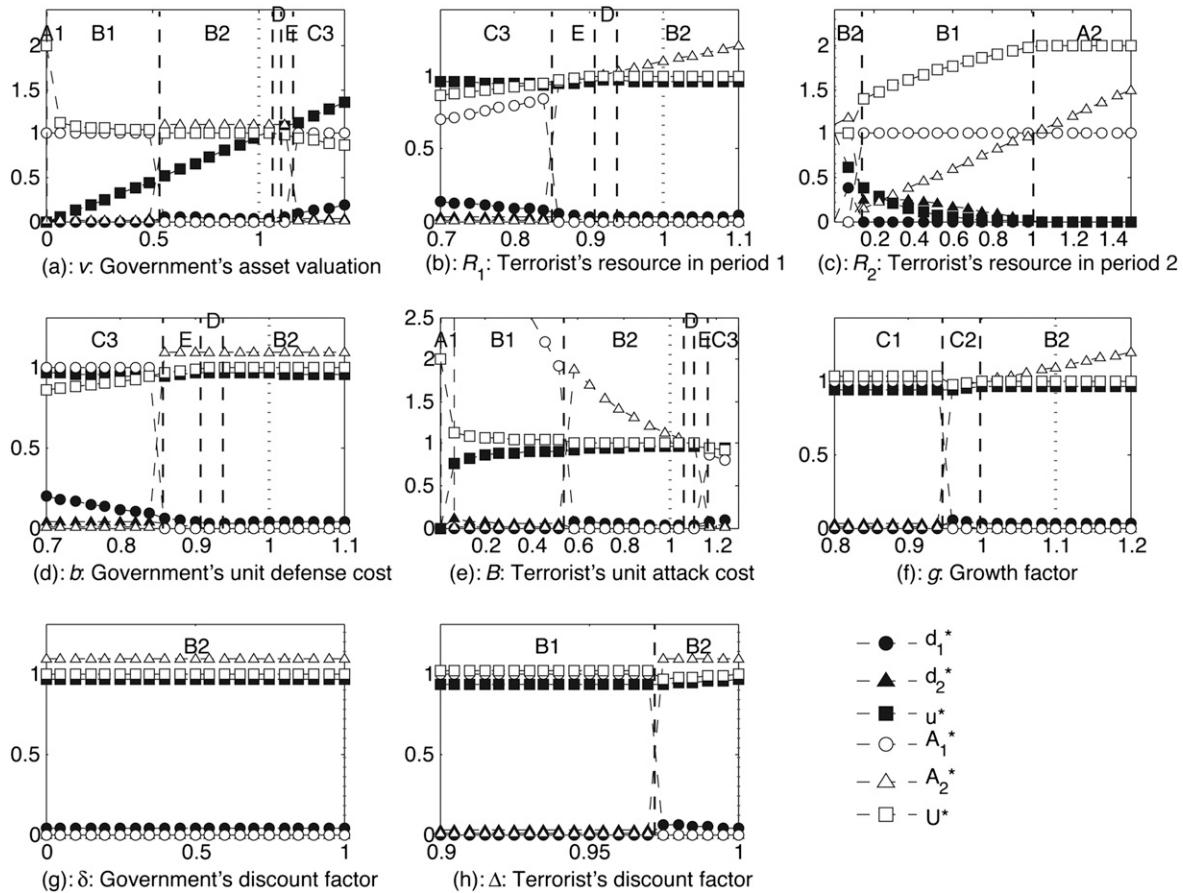 D
A1 B1 B2 E C3
2
1.5
1
0.5
0
0 0.5 1
(a): v: Government's asset valuation
D
C3 E B2
1
0.5
0
0.7 0.8 0.9 1 1.1
(b): R1: Terrorist's resource in period 1
B2 B1 A2
2
1.5
1
0.5
0
0.2 0.4 0.6 0.8 1 1.2 1.4
(c): R2: Terrorist's resource in period 2
D
C3 E B2
1
0.5
0
0.7 0.8 0.9 1 1.1
(d): b: Government's unit defense cost
2.5
D
A1 B1 B2 E C3
2
1.5
1
0.5
0
0.2 0.4 0.6 0.8 1 1.2
(e): B: Terrorist's unit attack cost
C1 C2 B2
1
0.5
0
0.8 0.9 1 1.1 1.2
(f): g: Growth factor
B2
1
0.5
0
0 0.5 1
(g): δ: Government's discount factor
B1 B2
1
0.5
0
0.9 0.95 1
(h): Δ: Terrorist's discount factor
d1*
d2*
u*
A1*
A2*
U*